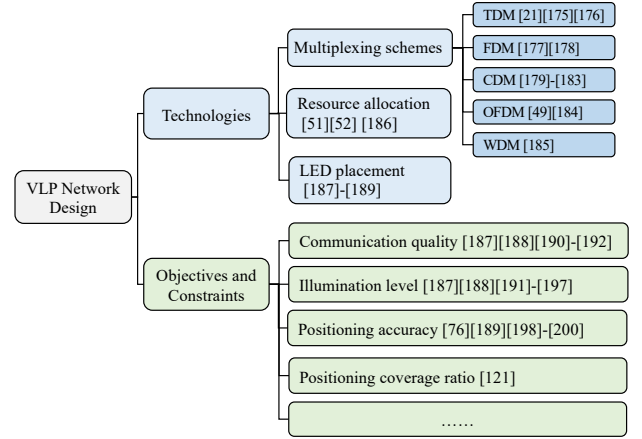 VLP Network
Design
Technologies
Multiplexing schemes
TDM [21][175][176]
FDM [177][178]
CDM [179]-[183]
OFDM [49][184]
WDM [185]
Resource allocation
[51][52] [186]
LED placement
[187]-[189]
Objectives and
Constraints
Communication quality [187][188][190]-[192]
Illumination level [187][188][191]-[197]
Positioning accuracy [76][189][198]-[200]
Positioning coverage ratio [121]
……